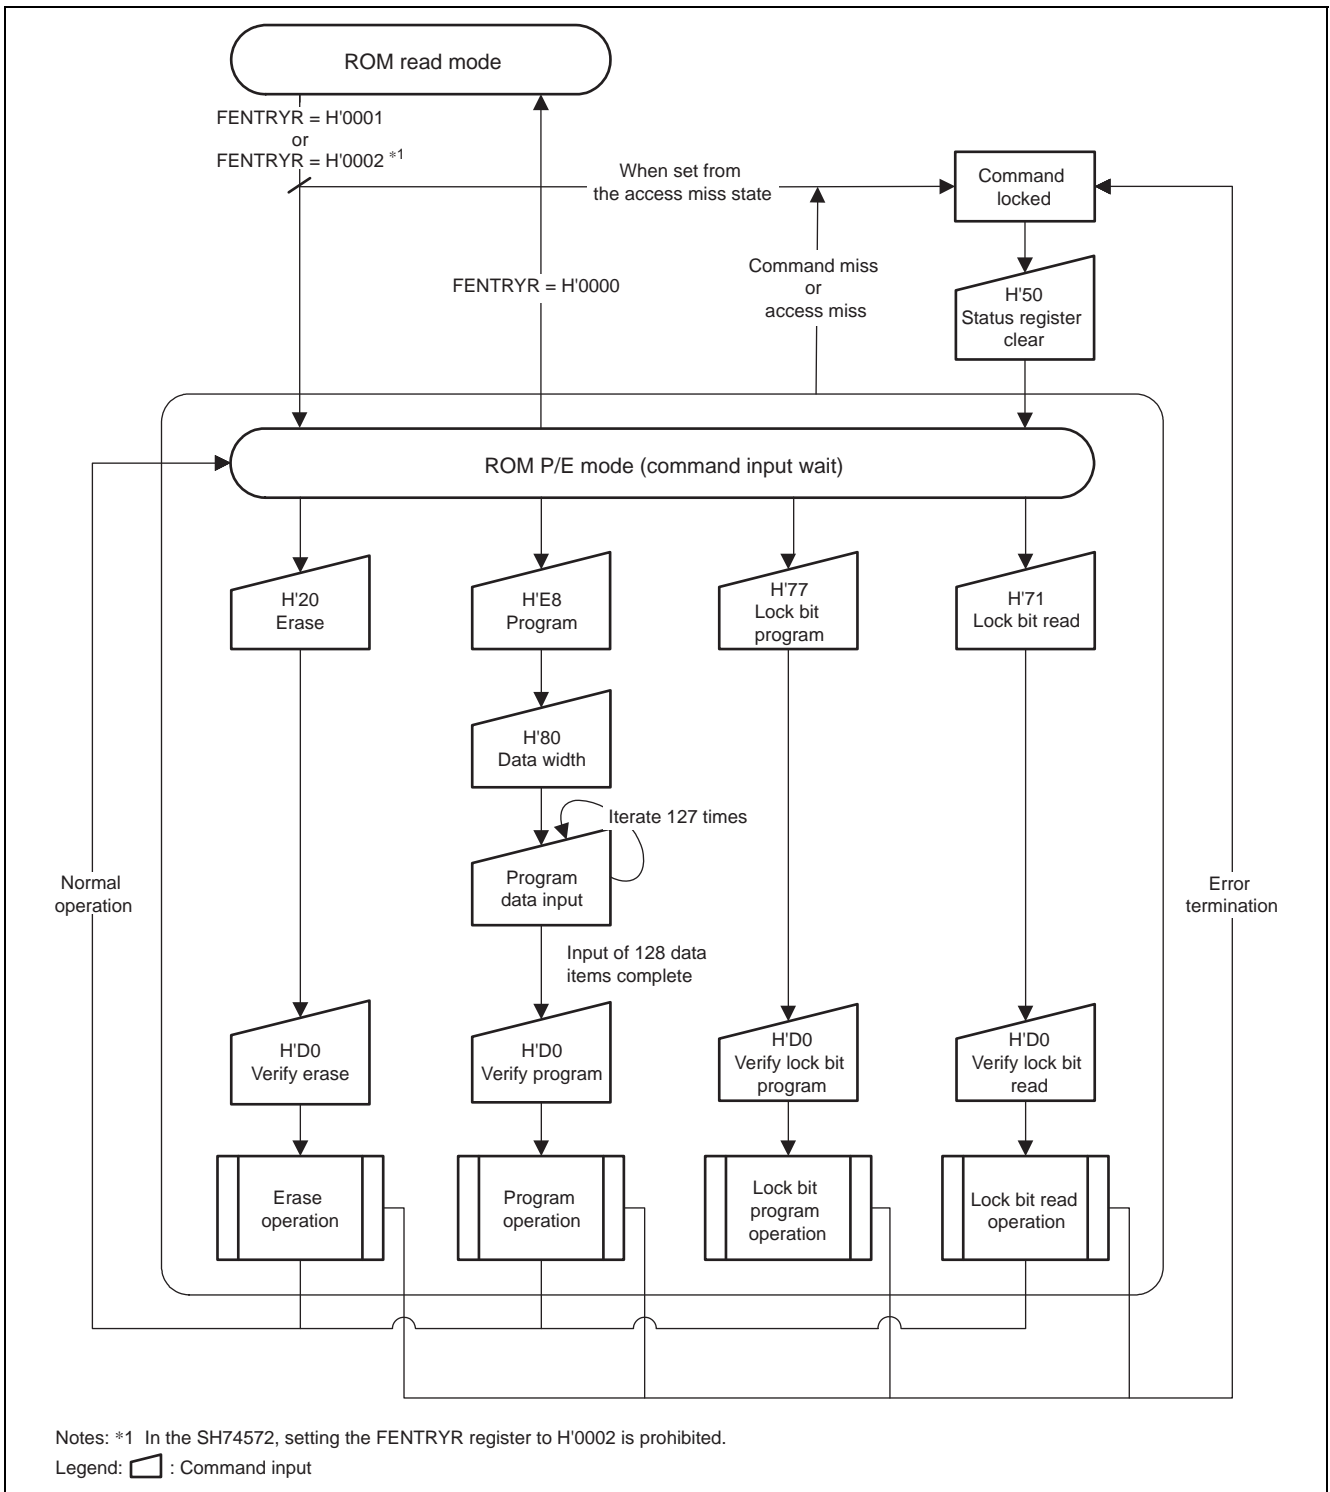 ROM read mode
FENTRYR = H'0001
or
FENTRYR = H'0002 *1
When set from
the access miss state
Command
locked
Command miss
or
access miss
FENTRYR = H'0000
H'50
Status register
clear
ROM P/E mode (command input wait)
H'20
Erase
H'E8
Program
H'77
Lock bit
program
H'71
Lock bit read
H'80
Data width
Iterate 127 times
Program
data input
Normal
operation
Error
termination
Input of 128 data
items complete
H'D0
Verify erase
H'D0
Verify program
H'D0
Verify lock bit
program
H'D0
Verify lock bit
read
Erase
operation
Program
operation
Lock bit
program
operation
Lock bit read
operation
Notes: *1 In the SH74572, setting the FENTRYR register to H'0002 is prohibited.
Legend: : Command input